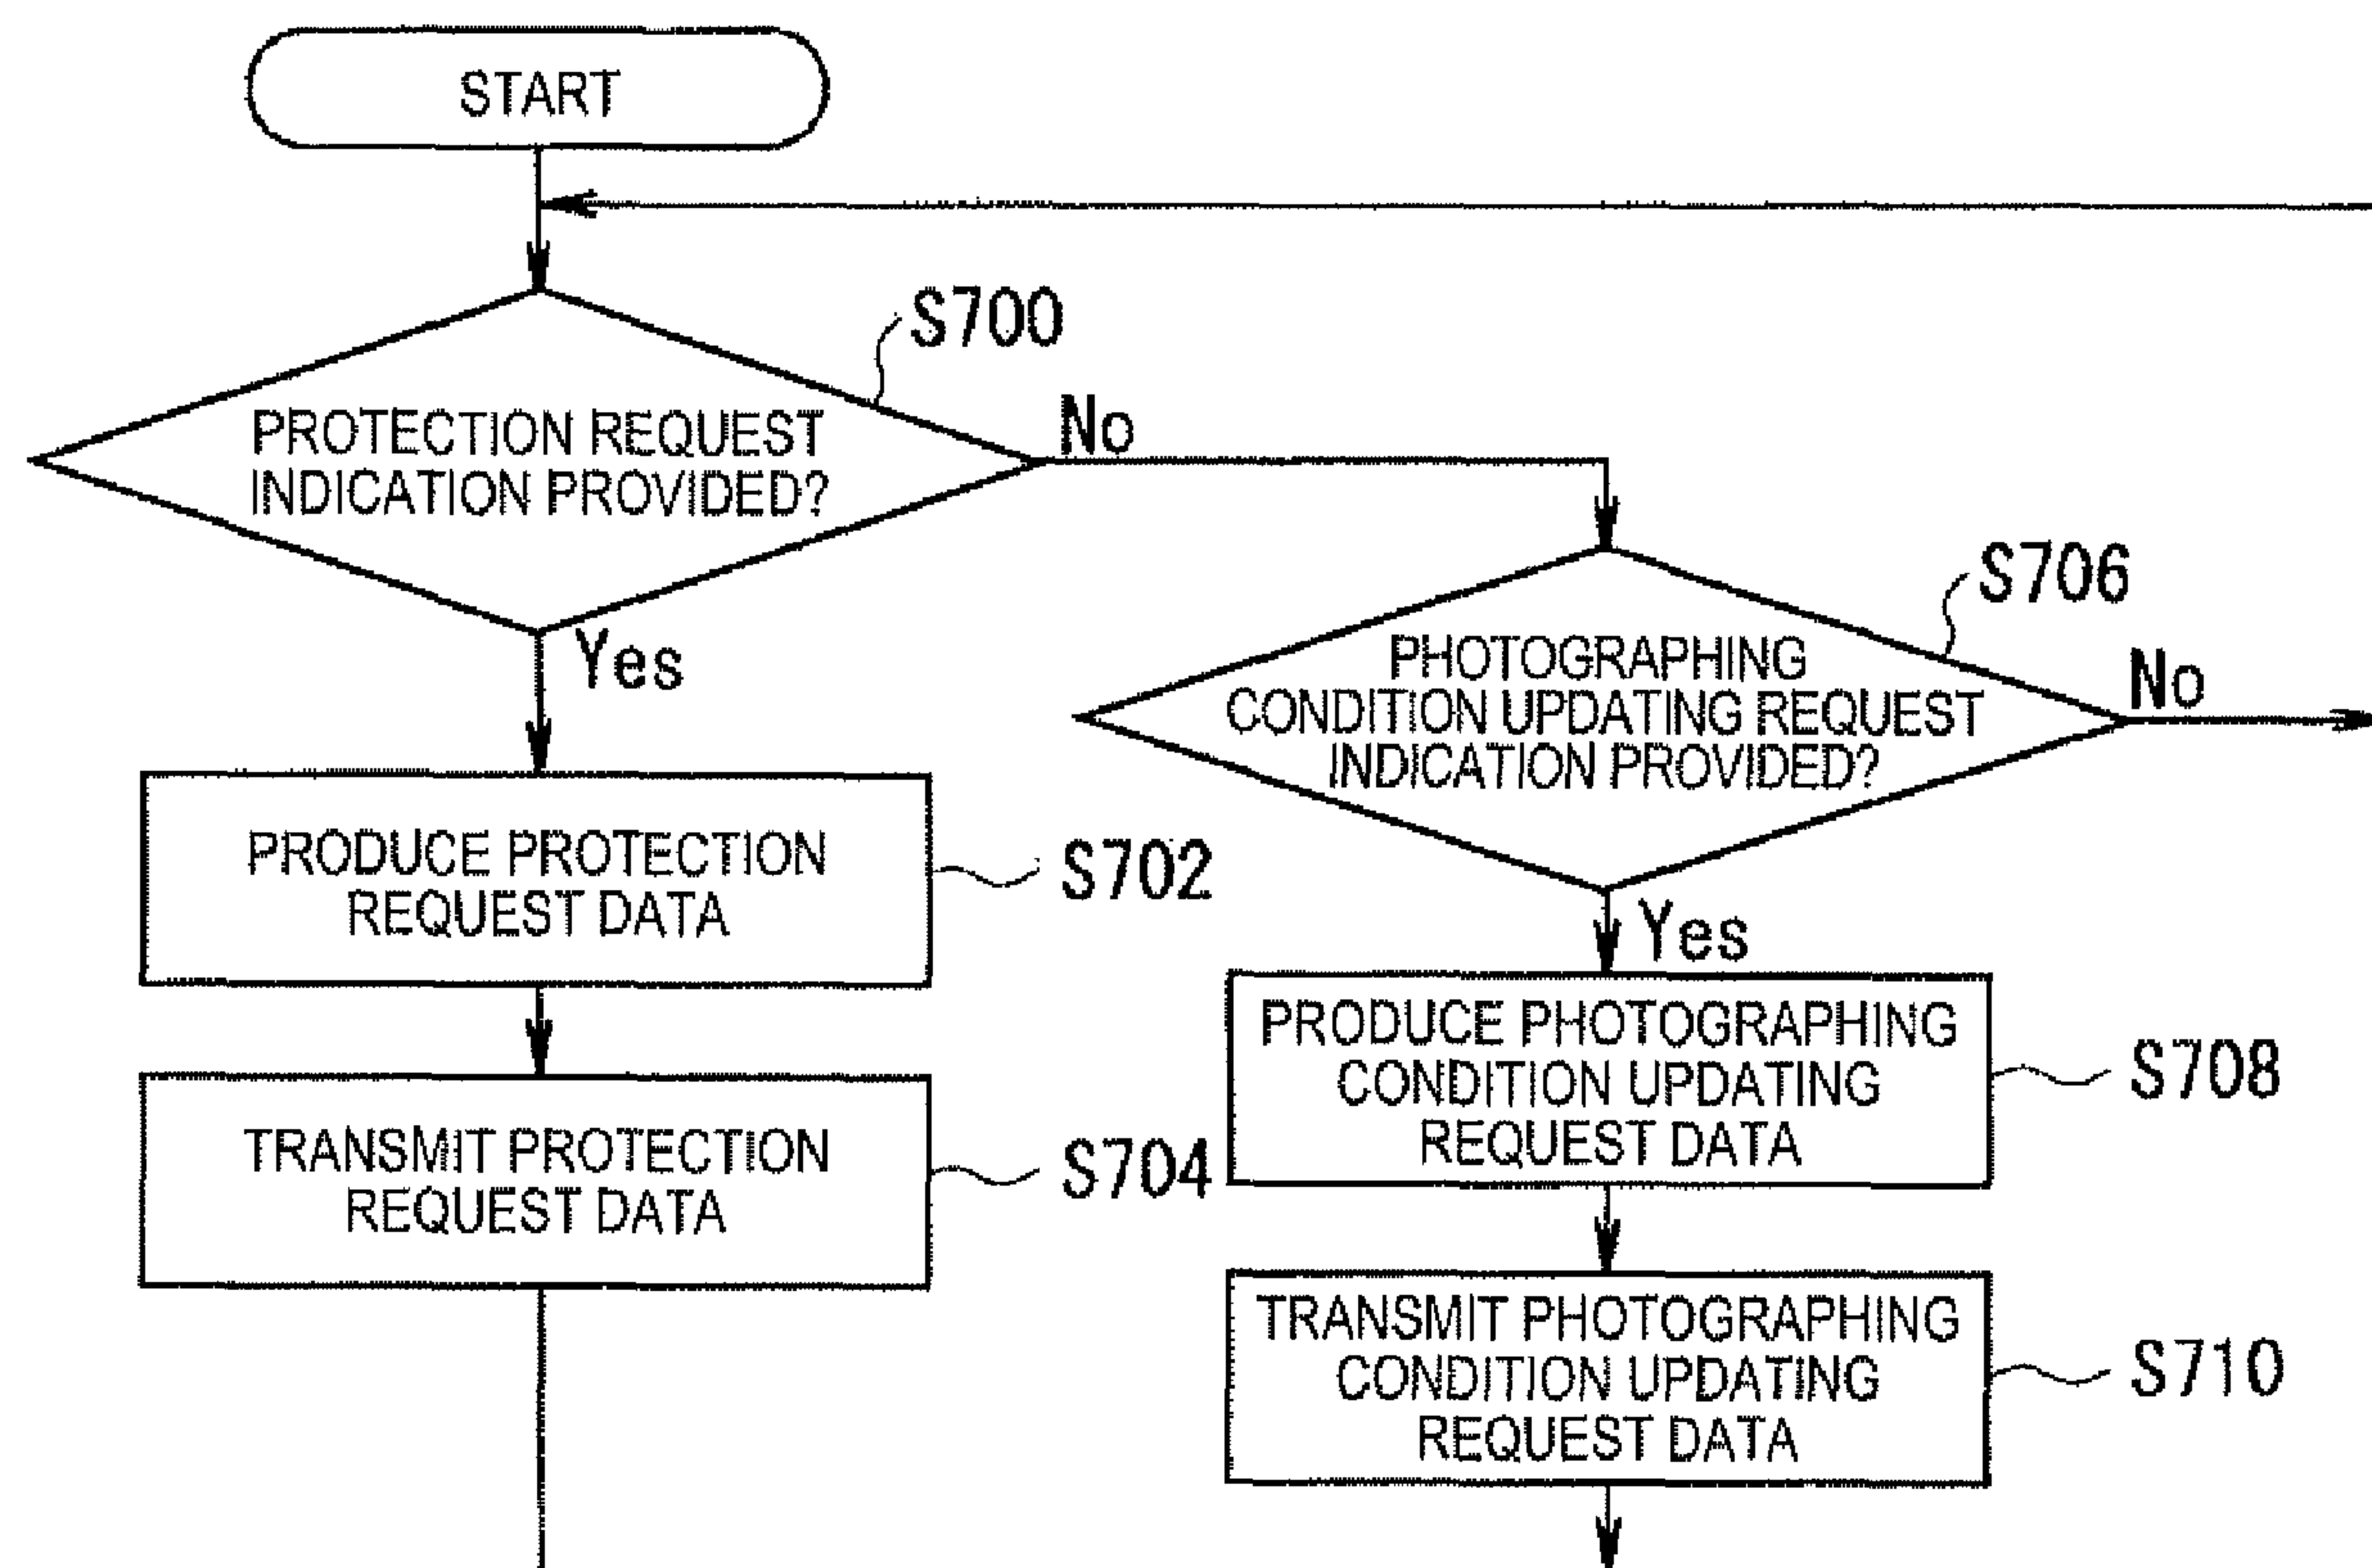 START
S700
PROTECTION REQUEST
INDICATION PROVIDED?
No
Yes
S706
PHOTOGRAPHING
CONDITION UPDATING REQUEST
INDICATION PROVIDED?
No
Yes
PRODUCE PROTECTION
REQUEST DATA
S702
TRANSMIT PROTECTION
REQUEST DATA
S704
PRODUCE PHOTOGRAPHING
CONDITION UPDATING
REQUEST DATA
S708
TRANSMIT PHOTOGRAPHING
CONDITION UPDATING
REQUEST DATA
S710